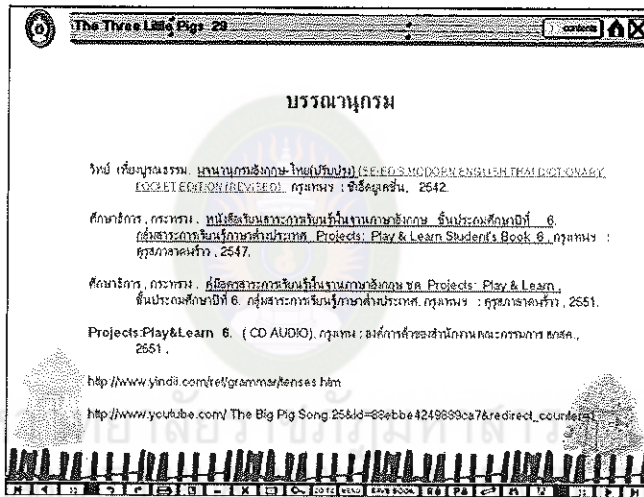 The Three Little Pigs 29
contents
บรรณานุกรม
วิทย์ เที่ยงบูรณธรรม. พจนานุกรมอังกฤษ-ไทย(ปรับปรุง) (SE-ED'S MODORN ENGLISH THAI DICTIONARY
POCKET EDITION (REVISED). กรุงเทพฯ : ซีเอ็ดยูเคชั่น, 2542.
ศึกษาธิการ, กระทรวง. หนังสือเรียนสาระการเรียนรู้พื้นฐานภาษาอังกฤษ ชั้นประถมศึกษาปีที่ 6.
กลุ่มสาระการเรียนรู้ภาษาต่างประเทศ Projects: Play & Learn Student's Book 6. กรุงเทพฯ :
คุรุสภาลาดพร้าว, 2547.
ศึกษาธิการ, กระทรวง. คู่มือครูสาระการเรียนรู้พื้นฐานภาษาอังกฤษ ชุด Projects: Play & Learn,
ชั้นประถมศึกษาปีที่ 6. กลุ่มสาระการเรียนรู้ภาษาต่างประเทศ. กรุงเทพฯ : คุรุสภาลาดพร้าว, 2551.
Projects:Play&Learn 6. ( CD AUDIO). กรุงเทพ : องค์การค้าของสำนักงานคณะกรรมการ สกสค.,
2551.
http://www.yindii.com/ref/grammar/tenses.htm
http://www.youtube.com/ The Big Pig Song 25&id=88ebbe4249889ca7&redirect_counter=1
GO TO MENU SAVE BOOK